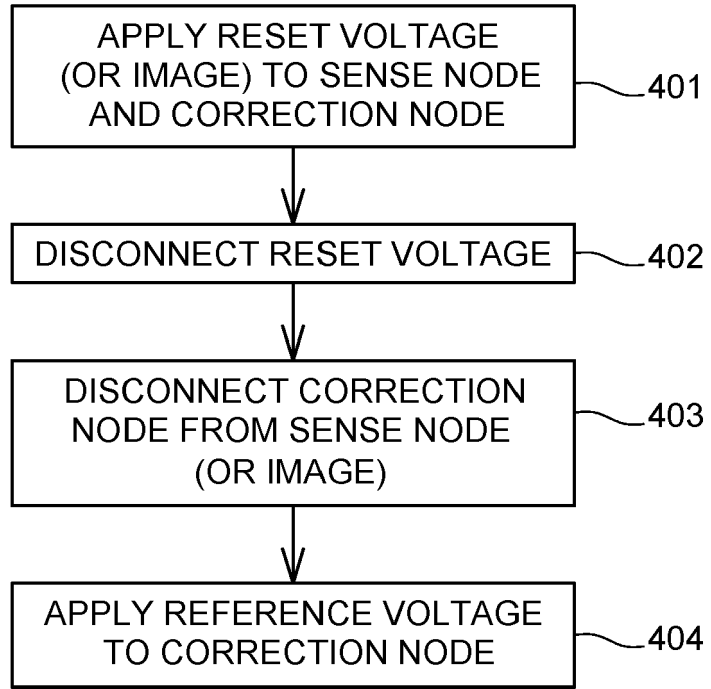 APPLY RESET VOLTAGE
(OR IMAGE) TO SENSE NODE
AND CORRECTION NODE
401
DISCONNECT RESET VOLTAGE
402
DISCONNECT CORRECTION
NODE FROM SENSE NODE
(OR IMAGE)
403
APPLY REFERENCE VOLTAGE
TO CORRECTION NODE
404